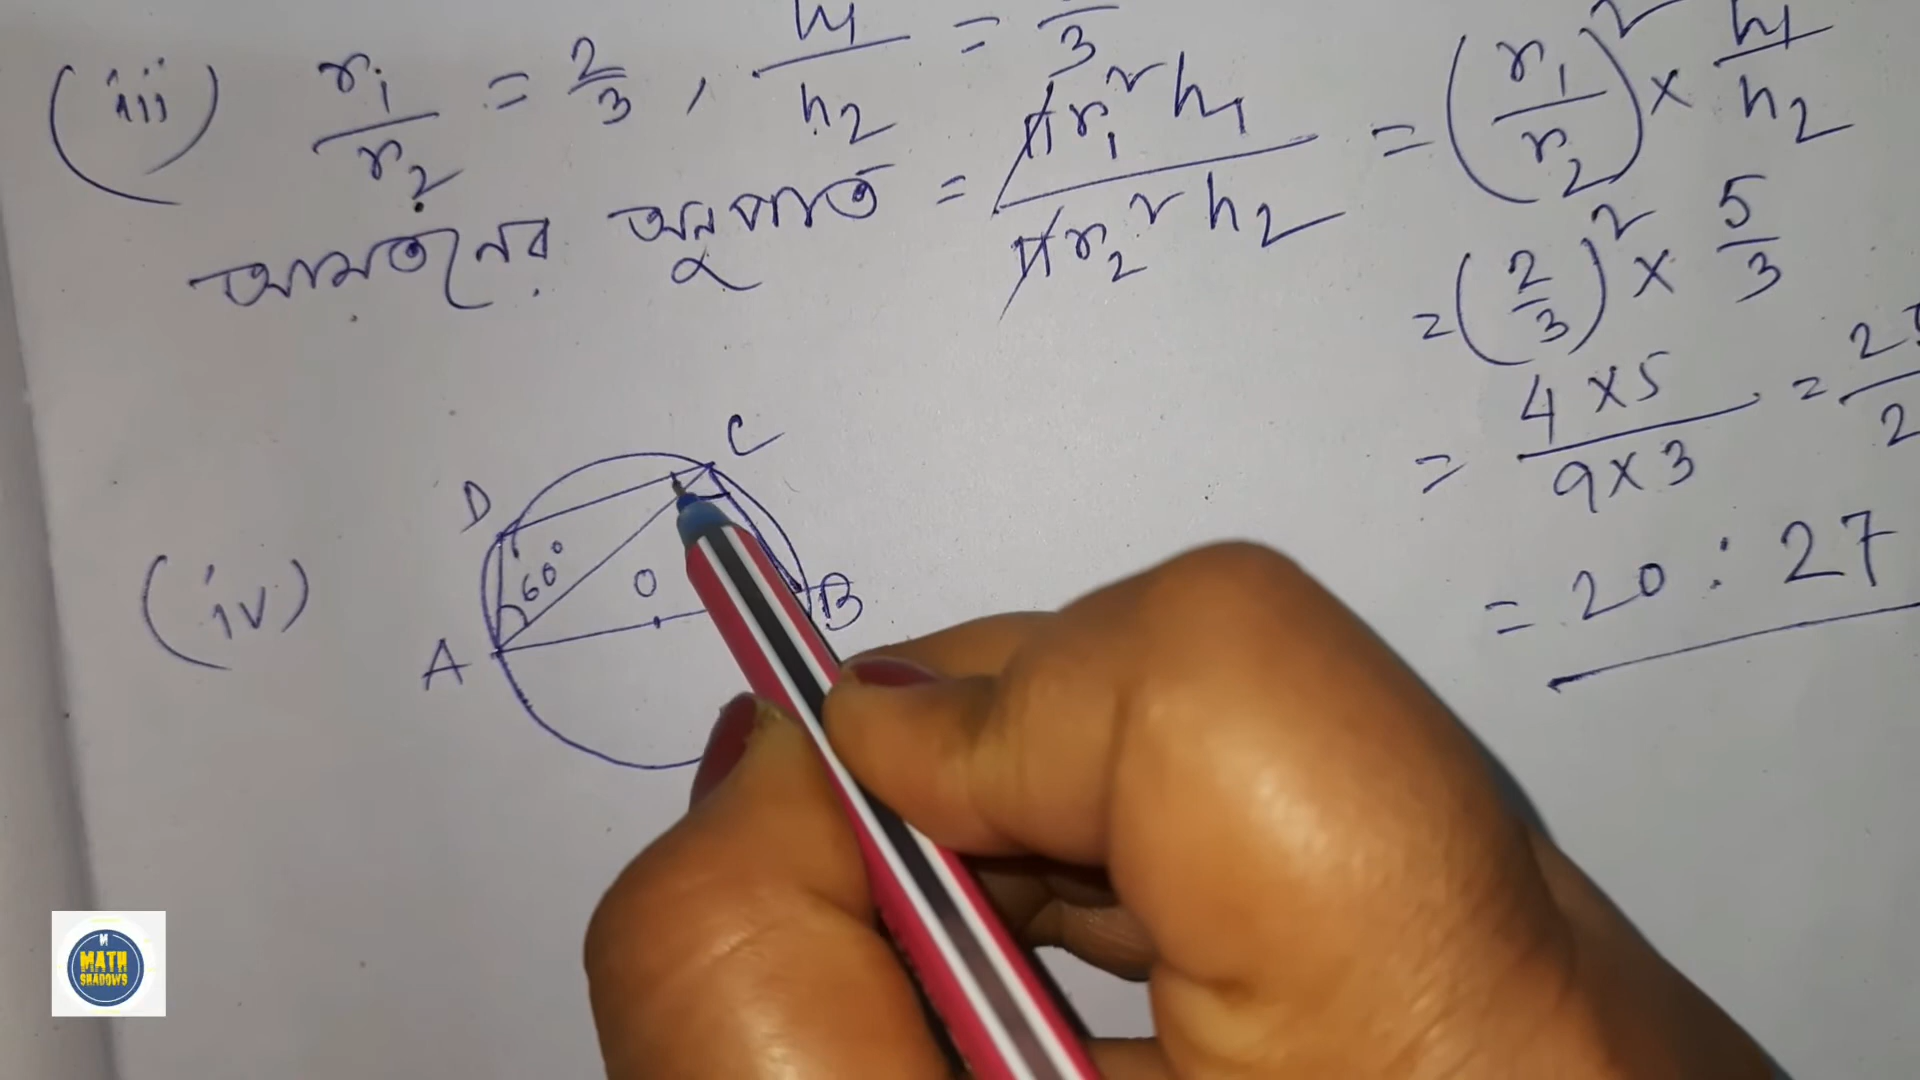 (iii) r₁/r₂ = 2/3 , h₁/h₂ = 5/3
আয়তনের অনুপাত = πr₁²h₁/πr₂²h₂ = (r₁/r₂)² × h₁/h₂
= (2/3)² × 5/3
= 4×5/9×3 =
= 20 : 27
(iv)
C
D
60°
O
B
A
M
MATH
SHADOWS